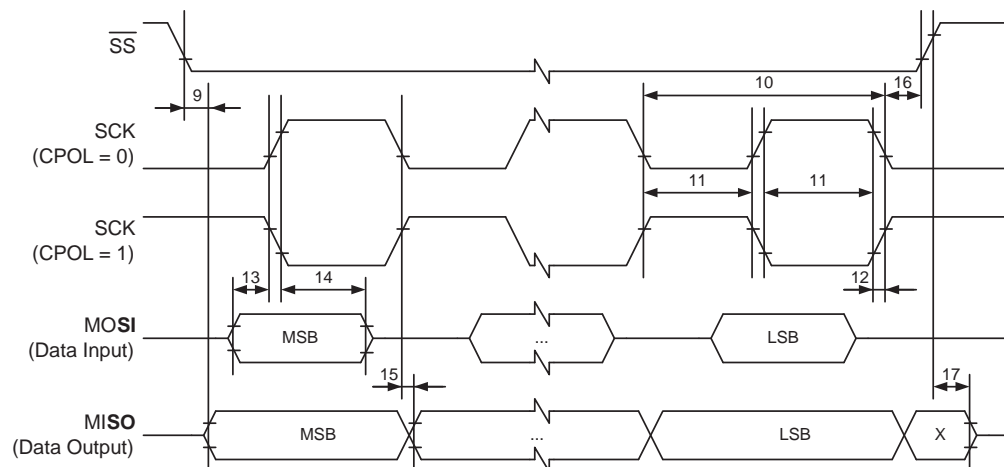 SS
9
10
16
SCK
(CPOL = 0)
11
11
SCK
(CPOL = 1)
13
14
12
MOSI
(Data Input)
MSB
...
LSB
15
17
MISO
(Data Output)
MSB
...
LSB
X